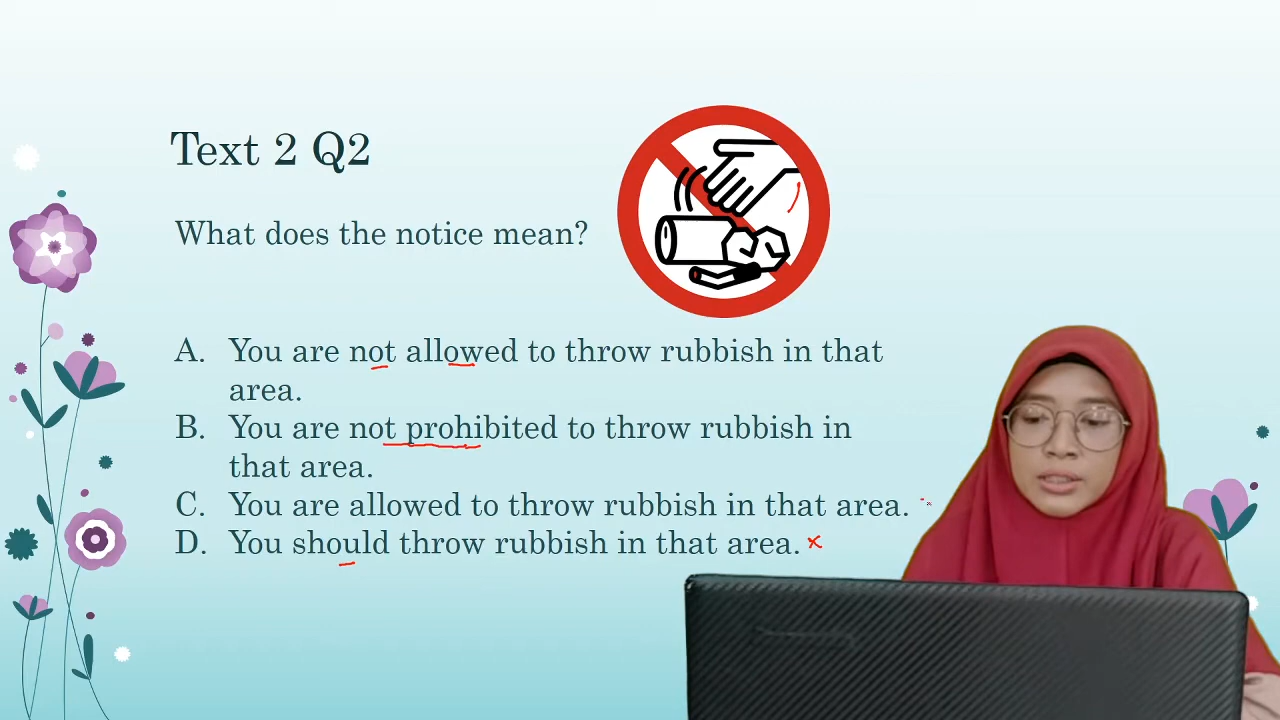 Text 2 Q2
What does the notice mean?
A. You are not allowed to throw rubbish in that
area.
B. You are not prohibited to throw rubbish in
that area.
C. You are allowed to throw rubbish in that area.
D. You should throw rubbish in that area. x